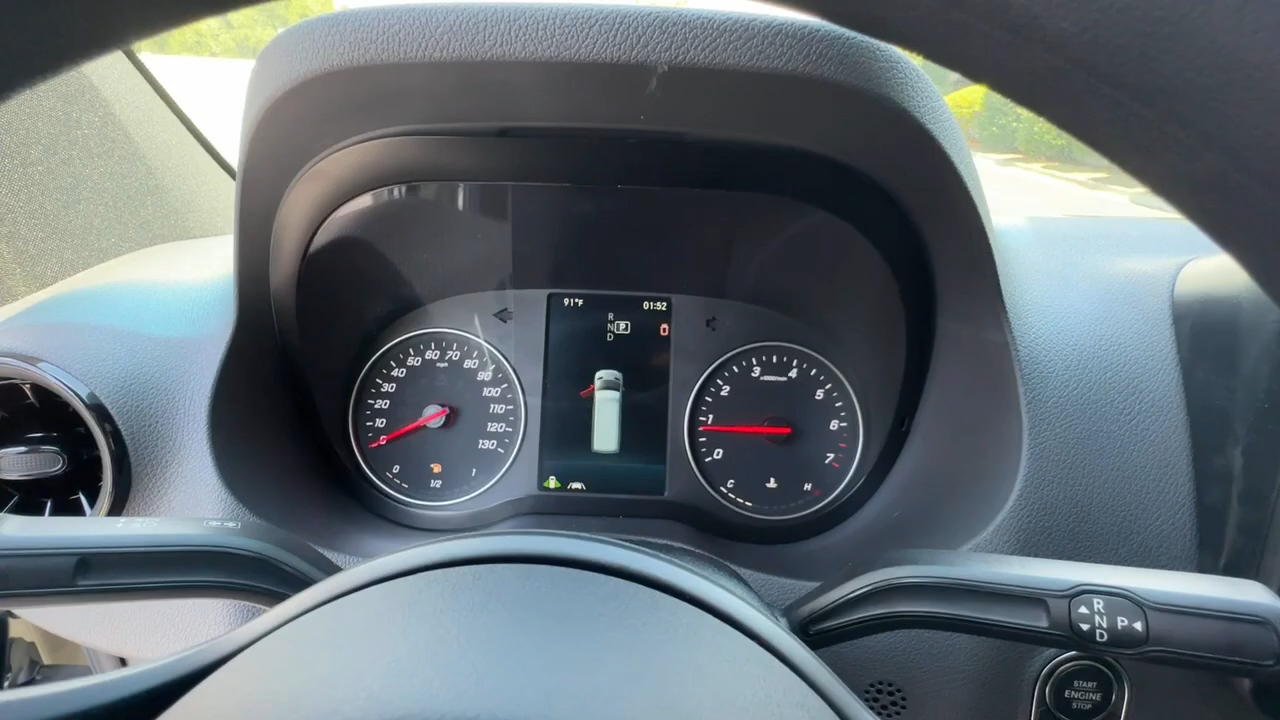 91°F 01:52
R
N P
D
0 10 20 30 40 50 60 70 80 90 100 110 120 130
mph
0 1/2 1
0 1 2 3 4 5 6 7
x1000/min
C H
R
N P
D
START
ENGINE
STOP